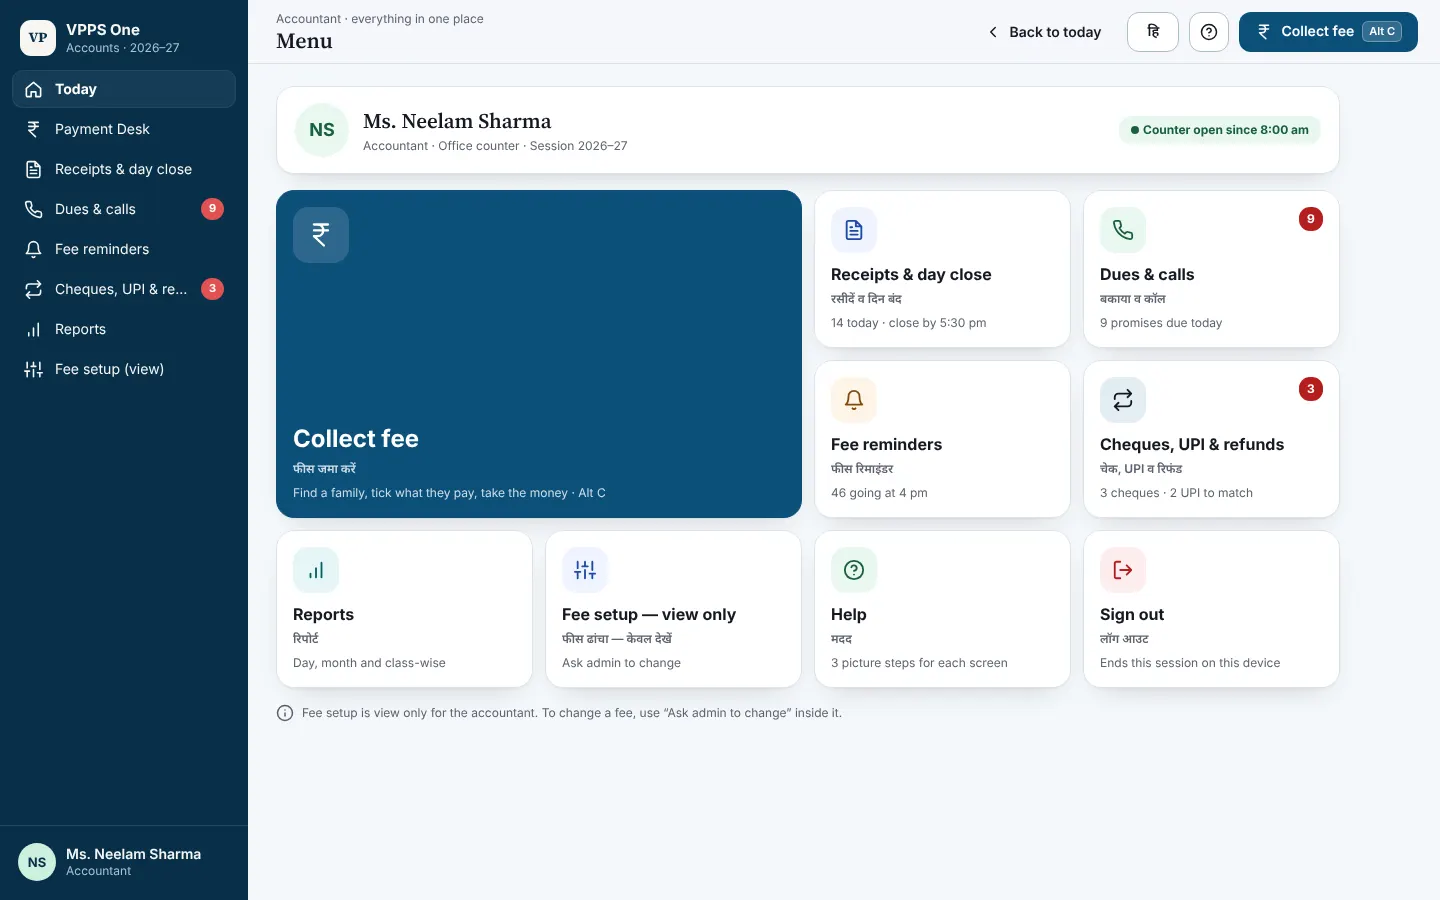 VP
VPPS One
Accounts · 2026–27
Today
Payment Desk
Receipts & day close
Dues & calls
9
Fee reminders
Cheques, UPI & re...
3
Reports
Fee setup (view)
NS
Ms. Neelam Sharma
Accountant
Accountant · everything in one place
Menu
Back to today
हि
Collect fee
Alt C
NS
Ms. Neelam Sharma
Accountant · Office counter · Session 2026–27
Counter open since 8:00 am
₹
Collect fee
फीस जमा करें
Find a family, tick what they pay, take the money · Alt C
Receipts & day close
रसीदें व दिन बंद
14 today · close by 5:30 pm
9
Dues & calls
बकाया व कॉल
9 promises due today
Fee reminders
फीस रिमाइंडर
46 going at 4 pm
3
Cheques, UPI & refunds
चेक, UPI व रिफंड
3 cheques · 2 UPI to match
Reports
रिपोर्ट
Day, month and class-wise
Fee setup — view only
फीस ढांचा — केवल देखें
Ask admin to change
Help
मदद
3 picture steps for each screen
Sign out
लॉग आउट
Ends this session on this device
Fee setup is view only for the accountant. To change a fee, use “Ask admin to change” inside it.